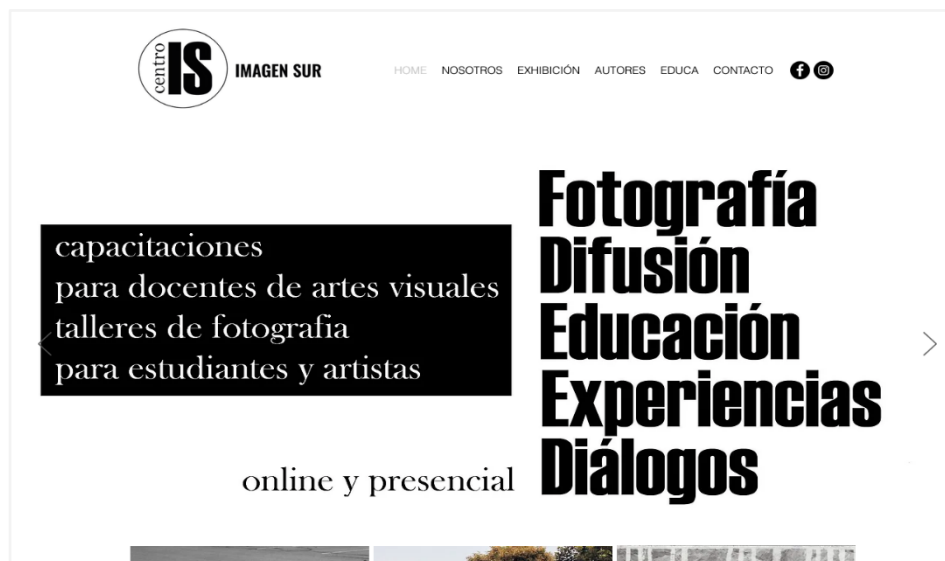 centro
IS
IMAGEN SUR
HOME NOSOTROS EXHIBICIÓN AUTORES EDUCA CONTACTO
capacitaciones
para docentes de artes visuales
talleres de fotografia
para estudiantes y artistas
online y presencial
Fotografía
Difusión
Educación
Experiencias
Diálogos